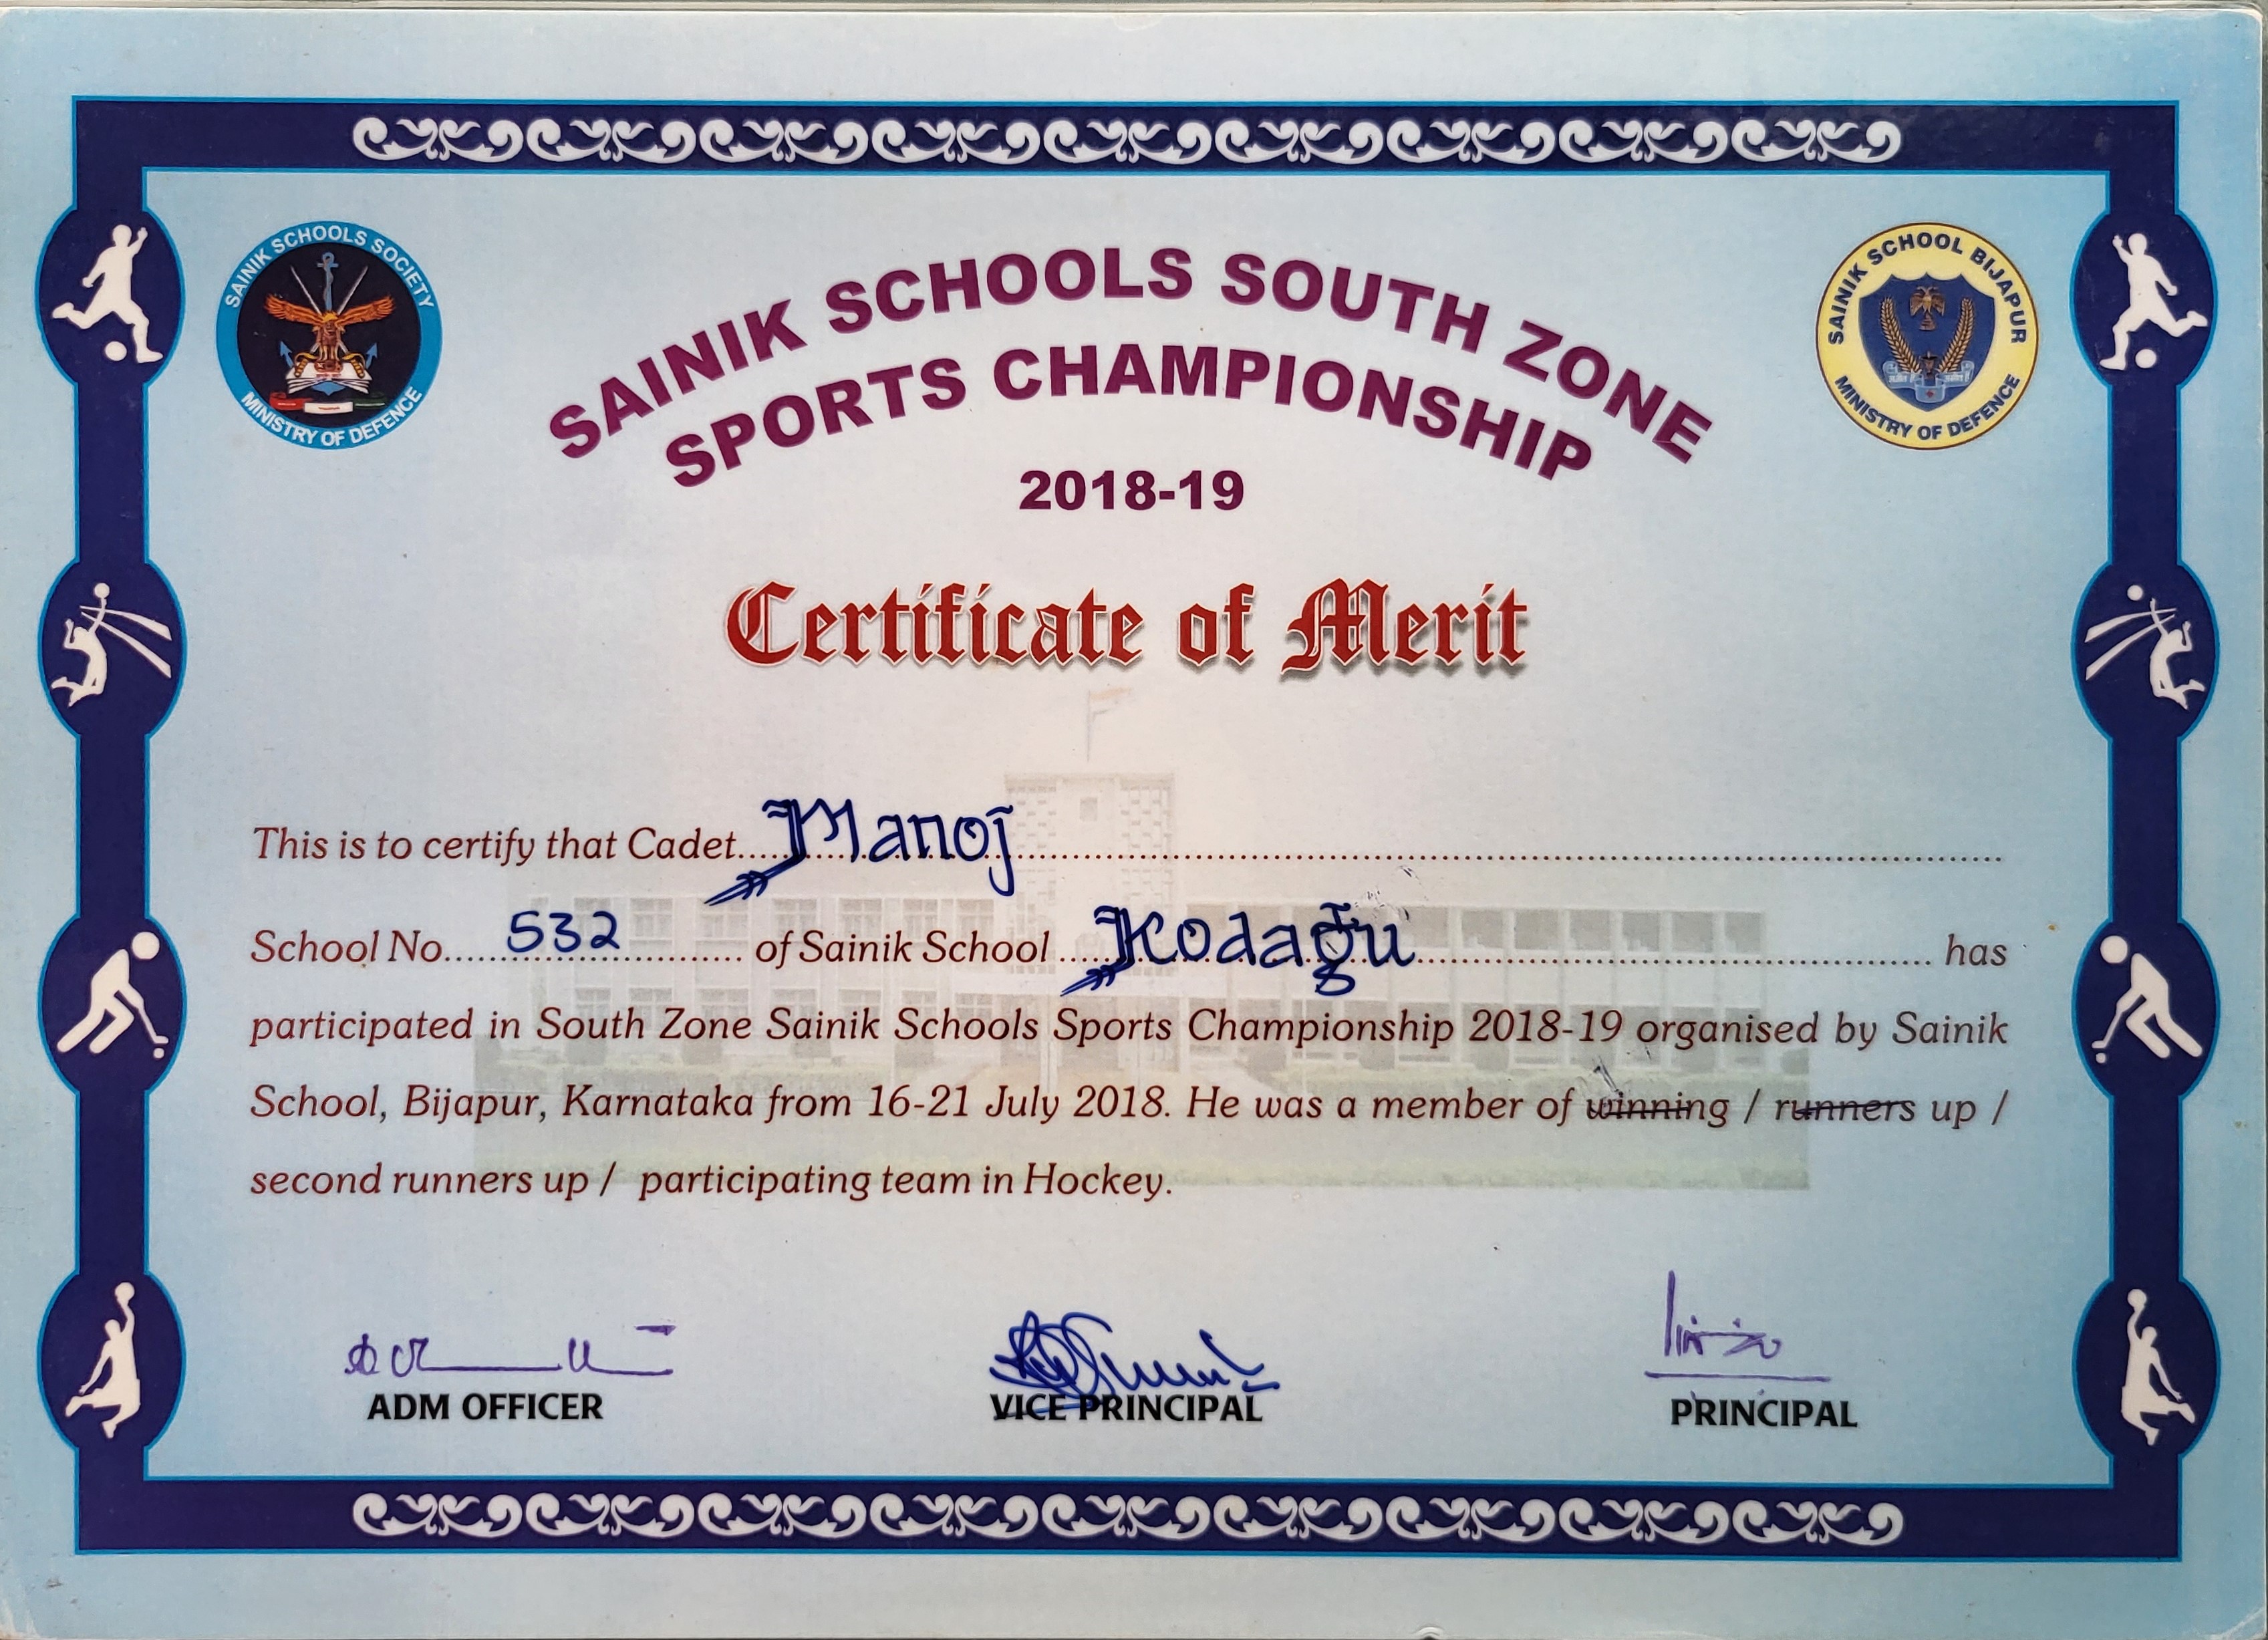 SAINIK SCHOOLS SOCIETY
MINISTRY OF DEFENCE
SAINIK SCHOOL BIJAPUR
MINISTRY OF DEFENCE
SAINIK SCHOOLS SOUTH ZONE
SPORTS CHAMPIONSHIP
2018-19
Certificate of Merit
This is to certify that Cadet....Manoj....
School No....532.... of Sainik School ....Kodagu.... has
participated in South Zone Sainik Schools Sports Championship 2018-19 organised by Sainik
School, Bijapur, Karnataka from 16-21 July 2018. He was a member of winning / runners up /
second runners up / participating team in Hockey.
ADM OFFICER
VICE PRINCIPAL
PRINCIPAL